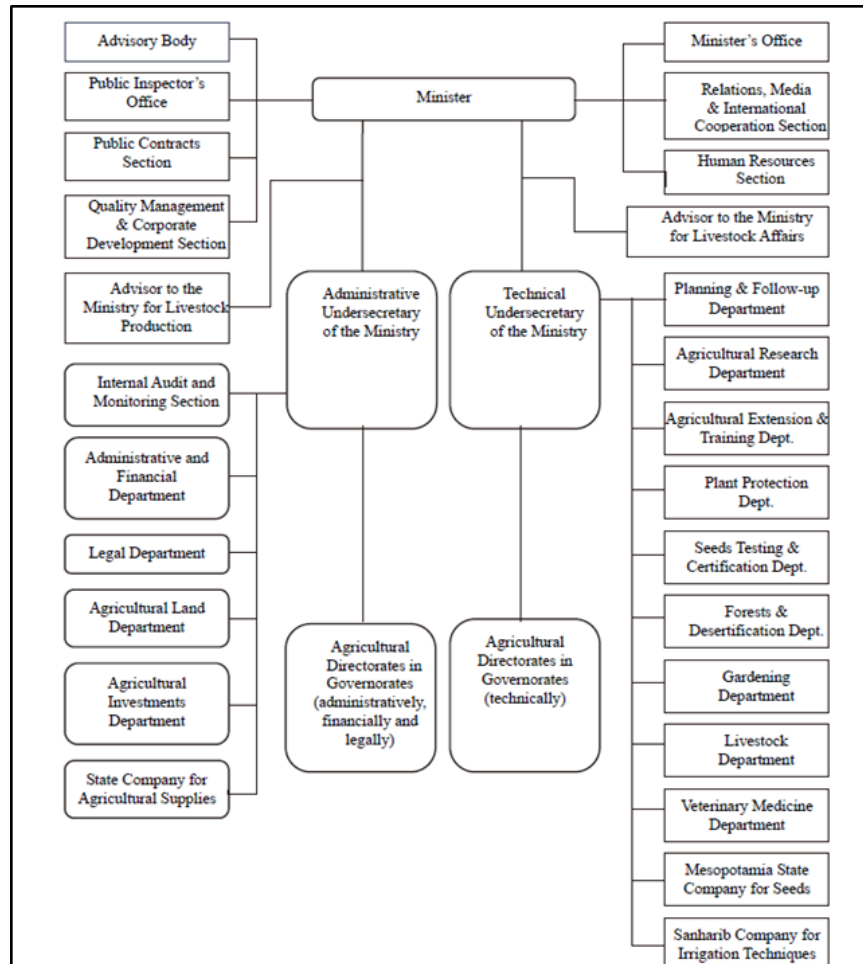 Advisory Body
Public Inspector's
Office
Public Contracts
Section
Quality Management
& Corporate
Development Section
Advisor to the
Ministry for Livestock
Production
Minister
Minister's Office
Relations, Media
& International
Cooperation Section
Human Resources
Section
Advisor to the Ministry
for Livestock Affairs
Administrative
Undersecretary
of the Ministry
Technical
Undersecretary
of the Ministry
Internal Audit and
Monitoring Section
Administrative and
Financial
Department
Legal Department
Agricultural Land
Department
Agricultural
Investments
Department
State Company for
Agricultural Supplies
Agricultural
Directorates in
Governorates
(administratively,
financially and
legally)
Agricultural
Directorates in
Governorates
(technically)
Planning & Follow-up
Department
Agricultural Research
Department
Agricultural Extension &
Training Dept.
Plant Protection
Dept.
Seeds Testing &
Certification Dept.
Forests &
Desertification Dept.
Gardening
Department
Livestock
Department
Veterinary Medicine
Department
Mesopotamia State
Company for Seeds
Sanharib Company for
Irrigation Techniques